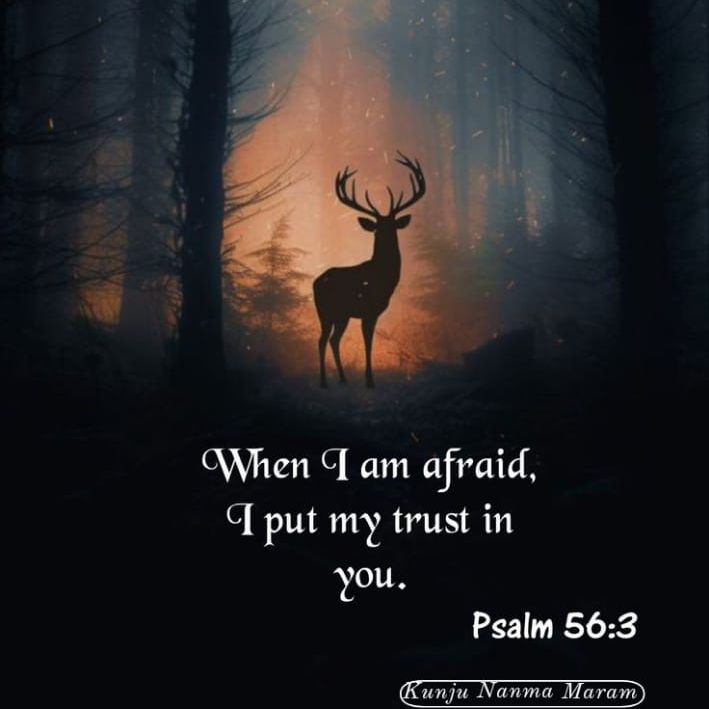 When I am afraid,
I put my trust in
you.
Psalm 56:3
Kunju Nanma Maram